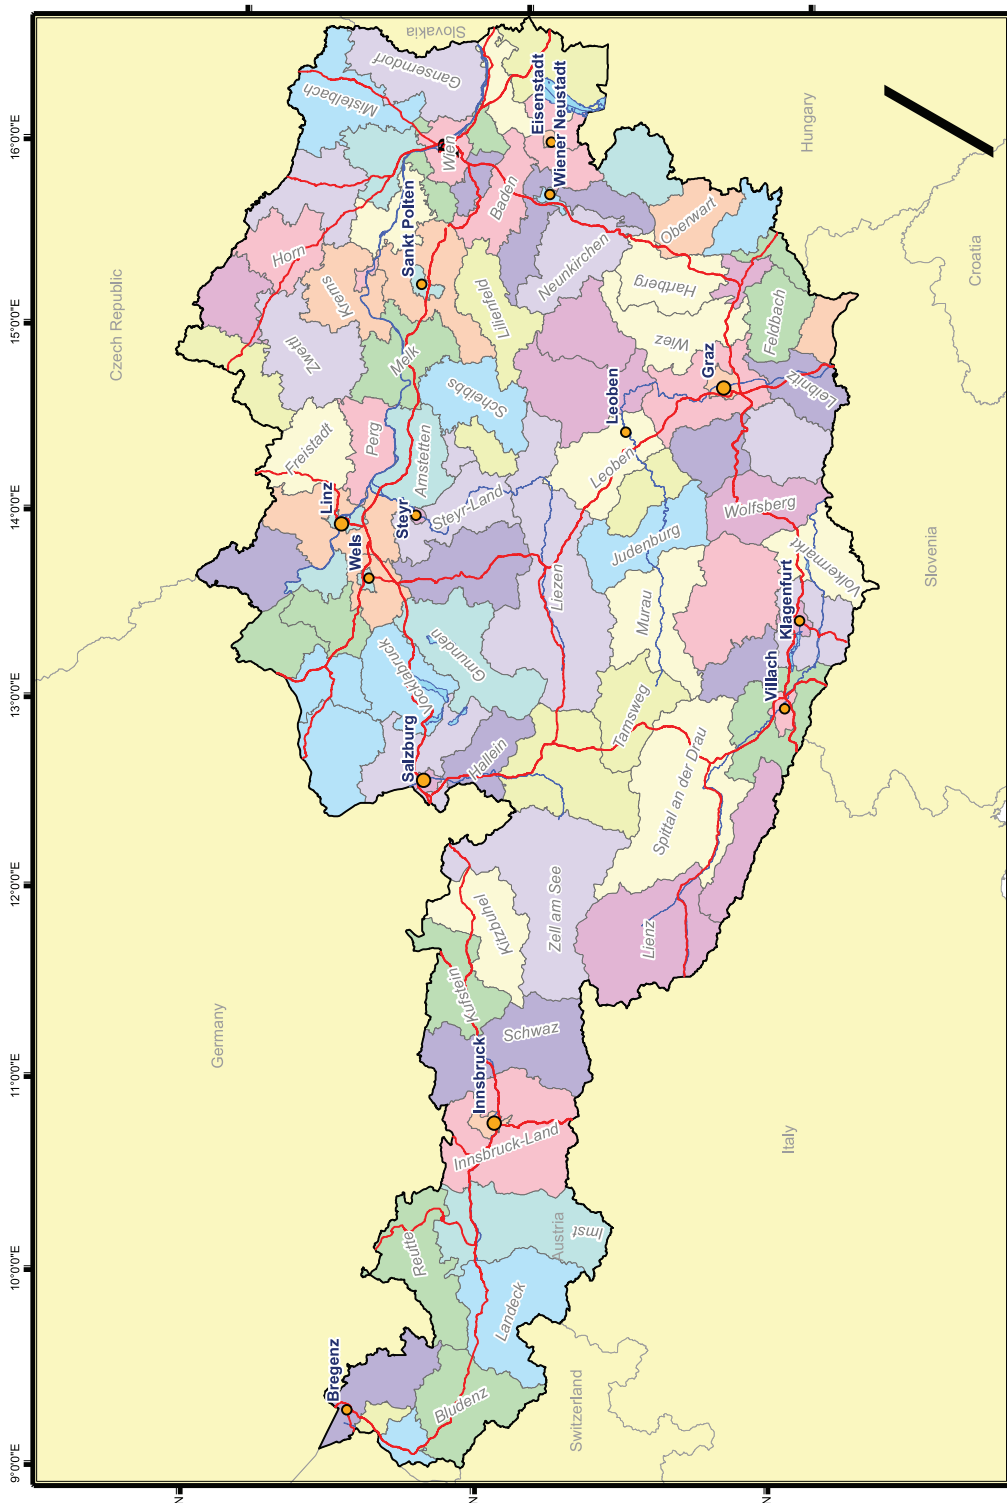 9°0'0"E
10°0'0"E
11°0'0"E
12°0'0"E
13°0'0"E
14°0'0"E
15°0'0"E
16°0'0"E
Czech Republic
Germany
Slovakia
Hungary
Croatia
Slovenia
Italy
Switzerland
Austria
Gänserndorf
Mistelbach
Wien
Eisenstadt
Wiener Neustadt
Baden
Sankt Polten
Horn
Krems
Zwettl
Melk
Lilienfeld
Scheibbs
Neunkirchen
Oberwart
Hartberg
Weiz
Feldbach
Graz
Leibnitz
Leoben
Leoben
Freistadt
Perg
Linz
Amstetten
Steyr
Steyr-Land
Wels
Liezen
Judenburg
Murau
Wolfsberg
Volkermarkt
Klagenfurt
Villach
Vocklabruck
Gmunden
Salzburg
Hallein
Tamsweg
Spittal an der Drau
Zell am See
Lienz
Kitzbuhel
Kufstein
Schwaz
Innsbruck
Innsbruck-Land
Imst
Reutte
Landeck
Bludenz
Bregenz
N
N
N